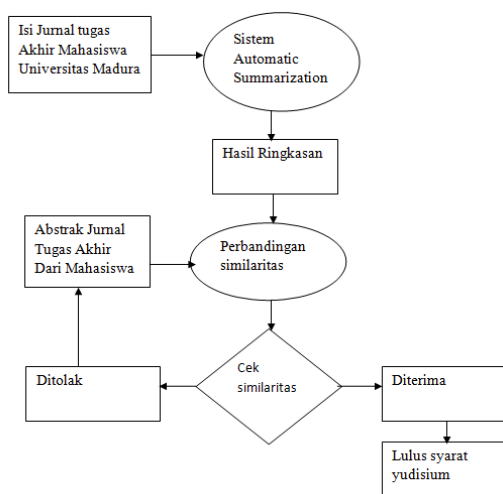 Isi Jurnal tugas
Akhir Mahasiswa
Universitas Madura
Sistem
Automatic
Summarization
Hasil Ringkasan
Abstrak Jurnal
Tugas Akhir
Dari Mahasiswa
Perbandingan
similaritas
Cek
similaritas
Ditolak
Diterima
Lulus syarat
yudisium